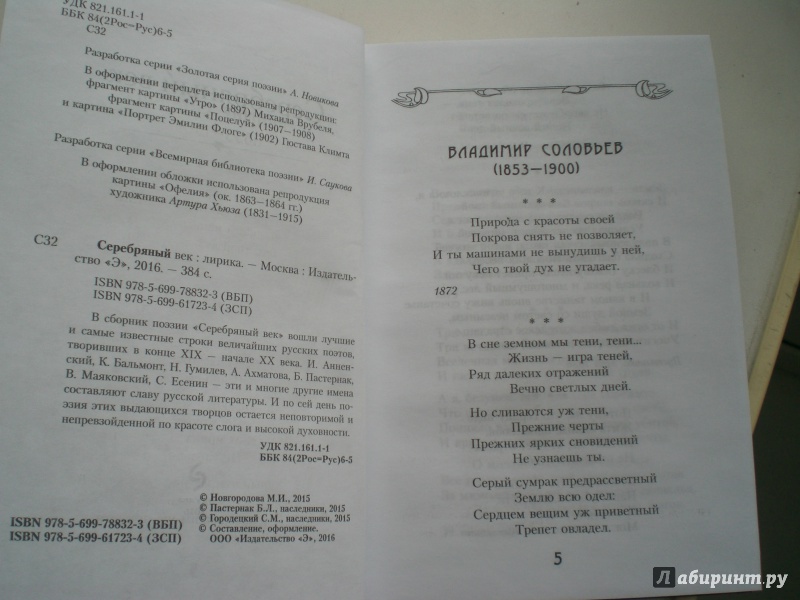 УДК 821.161.1-1
ББК 84(2Рос=Рус)6-5
С32
Разработка серии «Золотая серия поэзии» А. Новикова
В оформлении переплета использованы репродукции:
фрагмент картины «Утро» (1897) Михаила Врубеля,
фрагмент картины «Поцелуй» (1907—1908)
и картина «Портрет Эмилии Флоге» (1902) Гюстава Климта
Разработка серии «Всемирная библиотека поэзии» И. Саукова
В оформлении обложки использована репродукция
картины «Офелия» (ок. 1863—1864 гг.)
художника Артура Хьюза (1831—1915)
С32 Серебряный век : лирика. — Москва : Издатель-
ство «Э», 2016. — 384 с.
ISBN 978-5-699-78832-3 (ВБП)
ISBN 978-5-699-61723-4 (ЗСП)
В сборник поэзии «Серебряный век» вошли лучшие
и самые известные строки величайших русских поэтов,
творивших в конце XIX — начале XX века. И. Аннен-
ский, К. Бальмонт, Н. Гумилев, А. Ахматова, Б. Пастернак,
В. Маяковский, С. Есенин — эти и многие другие имена
составляют славу русской литературы. И по сей день по-
эзия этих выдающихся творцов остается неповторимой и
непревзойденной по красоте слога и высокой духовности.
УДК 821.161.1-1
ББК 84(2Рос=Рус)6-5
© Новгородова М.И., 2015
© Пастернак Б.Л., наследники, 2015
© Городецкий С.М., наследники, 2015
© Составление, оформление.
ООО «Издательство «Э», 2016
ISBN 978-5-699-78832-3 (ВБП)
ISBN 978-5-699-61723-4 (ЗСП)
ВЛАДИМИР СОЛОВЬЕВ
(1853—1900)
* * *
Природа с красоты своей
Покрова снять не позволяет,
И ты машинами не вынудишь у ней,
Чего твой дух не угадает.
1872
* * *
В сне земном мы тени, тени...
Жизнь — игра теней,
Ряд далеких отражений
Вечно светлых дней.
Но сливаются уж тени,
Прежние черты
Прежних ярких сновидений
Не узнаешь ты.
Серый сумрак предрассветный
Землю всю одел:
Сердцем вещим уж приветный
Трепет овладел.
5
Лабиринт.ру